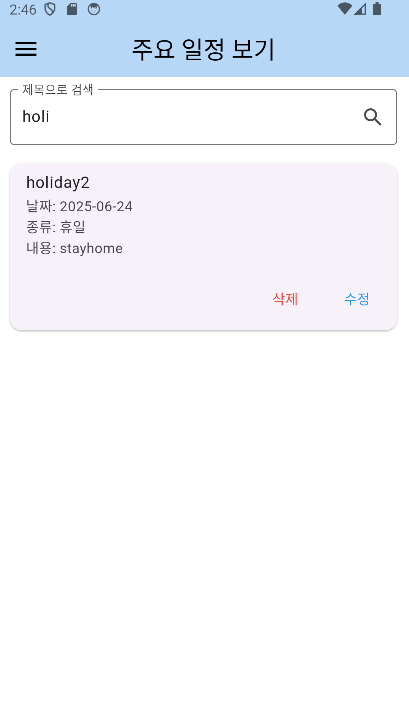 2:46
주요 일정 보기
제목으로 검색
holi
holiday2
날짜: 2025-06-24
종류: 휴일
내용: stayhome
삭제 수정